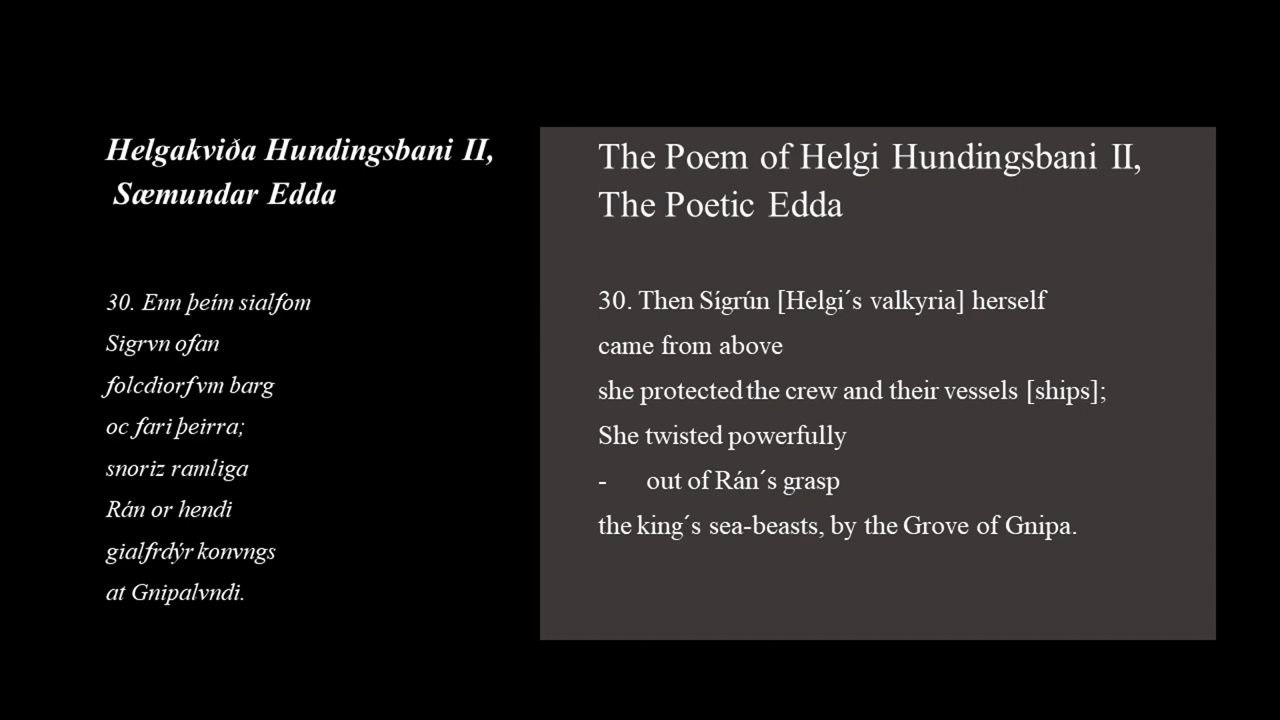 Helgakviða Hundingsbani II,
Sæmundar Edda
30. Enn þeím sialfom
Sigrvn ofan
folcdiorfvm barg
oc fari þeirra;
snoriz ramliga
Rán or hendi
gialfrdýr konvngs
at Gnipalvndi.
The Poem of Helgi Hundingsbani II,
The Poetic Edda
30. Then Sígrún [Helgi´s valkyria] herself
came from above
she protected the crew and their vessels [ships];
She twisted powerfully
- out of Rán´s grasp
the king´s sea-beasts, by the Grove of Gnipa.